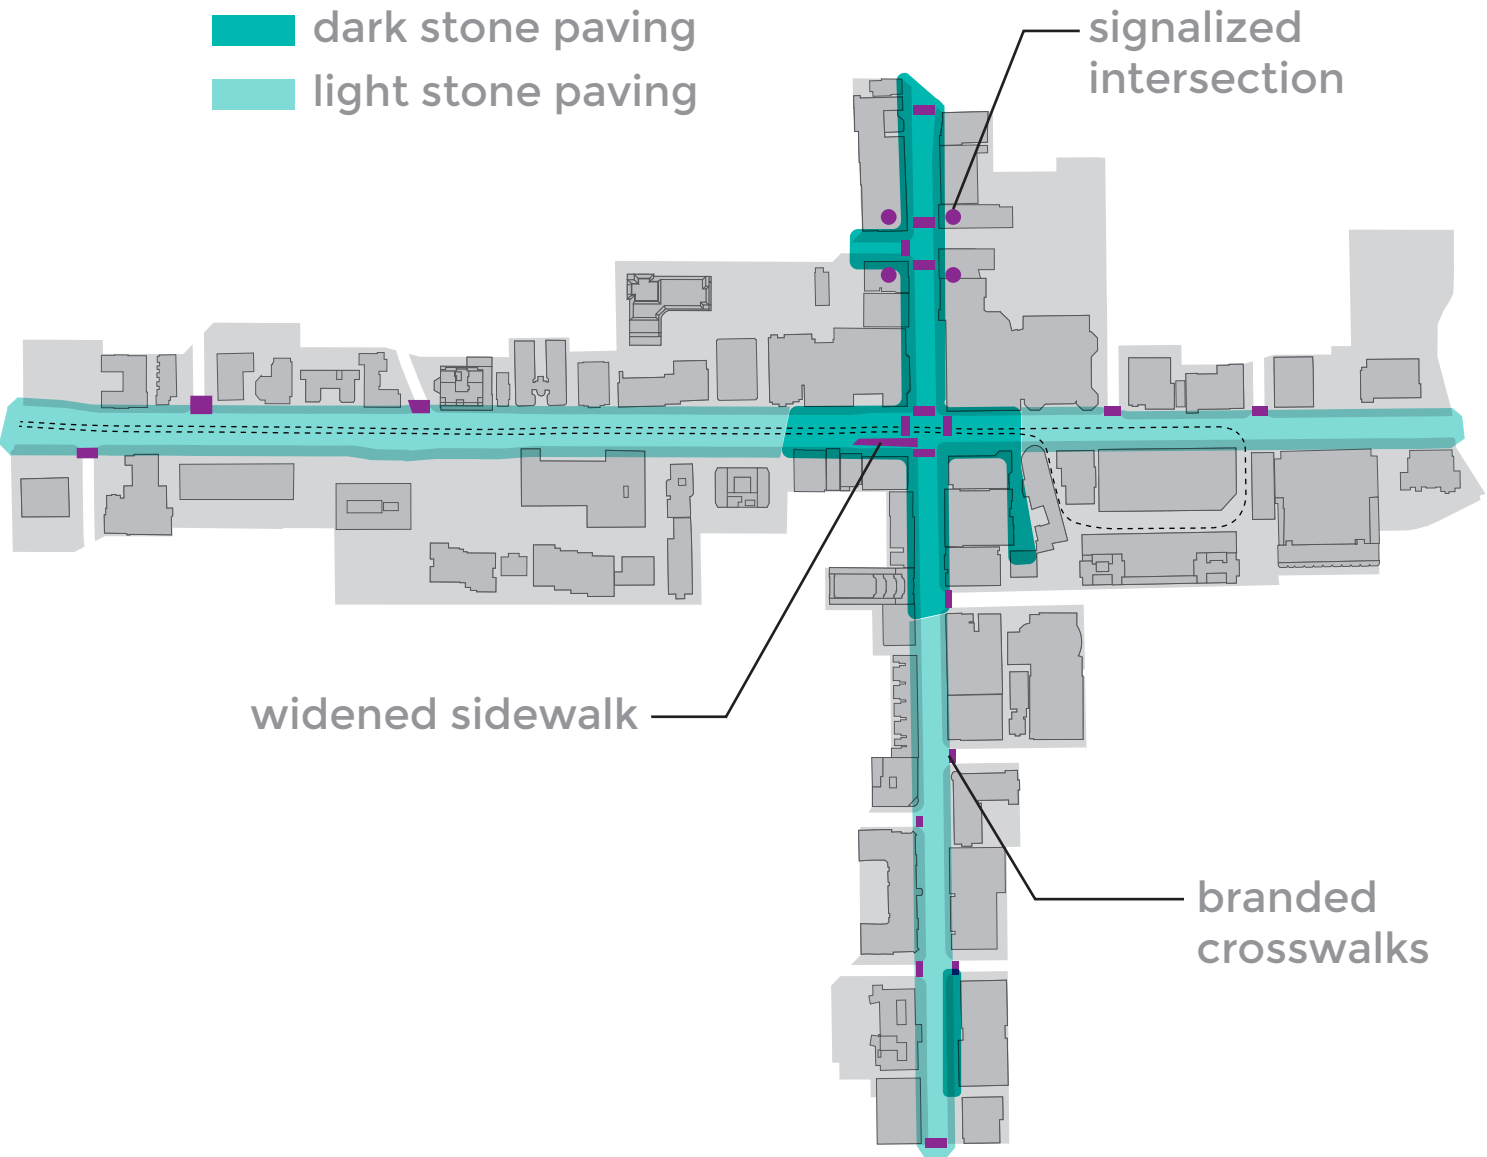 dark stone paving
light stone paving
signalized
intersection
widened sidewalk
branded
crosswalks